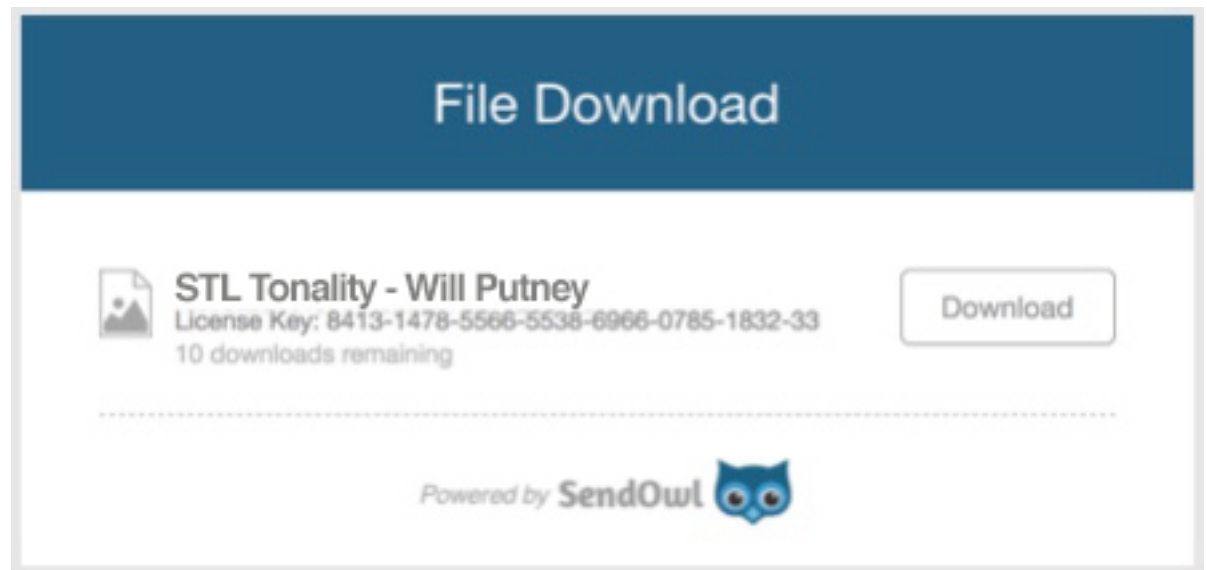 File Download
STL Tonality - Will Putney
License Key: 8413-1478-5566-5538-6966-0785-1832-33
10 downloads remaining
Download
Powered by SendOwl